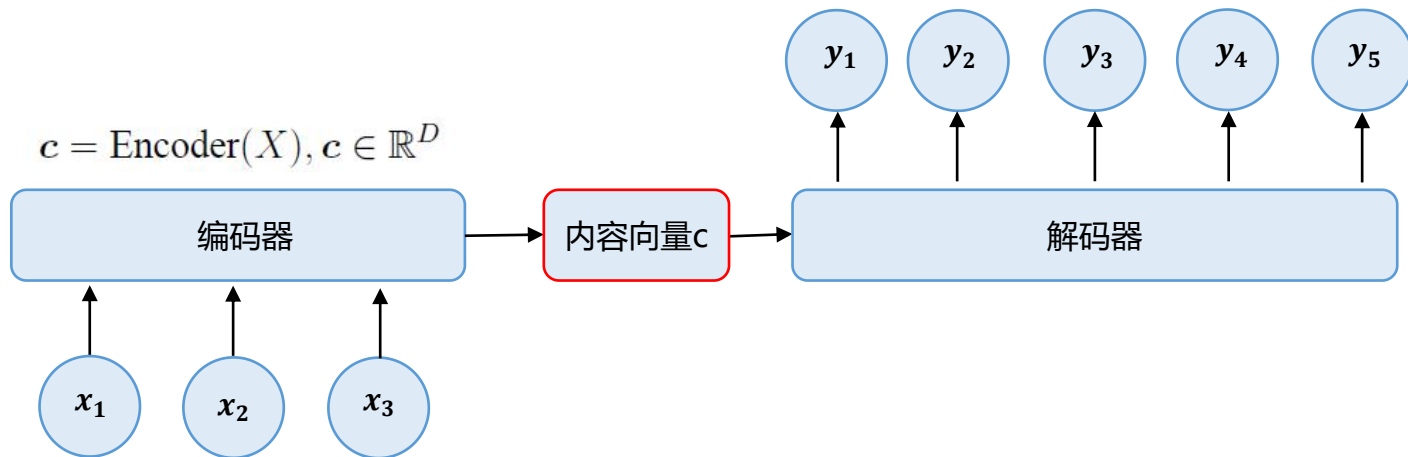 y₁ y₂ y₃ y₄ y₅
c = Encoder(X), c ∈ ℝᴰ
编码器 内容向量c 解码器
x₁ x₂ x₃